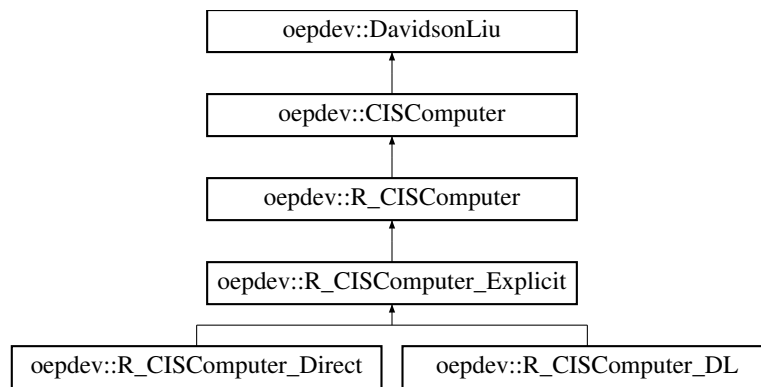 oepdev::DavidsonLiu
oepdev::CISComputer
oepdev::R_CISComputer
oepdev::R_CISComputer_Explicit
oepdev::R_CISComputer_Direct
oepdev::R_CISComputer_DL